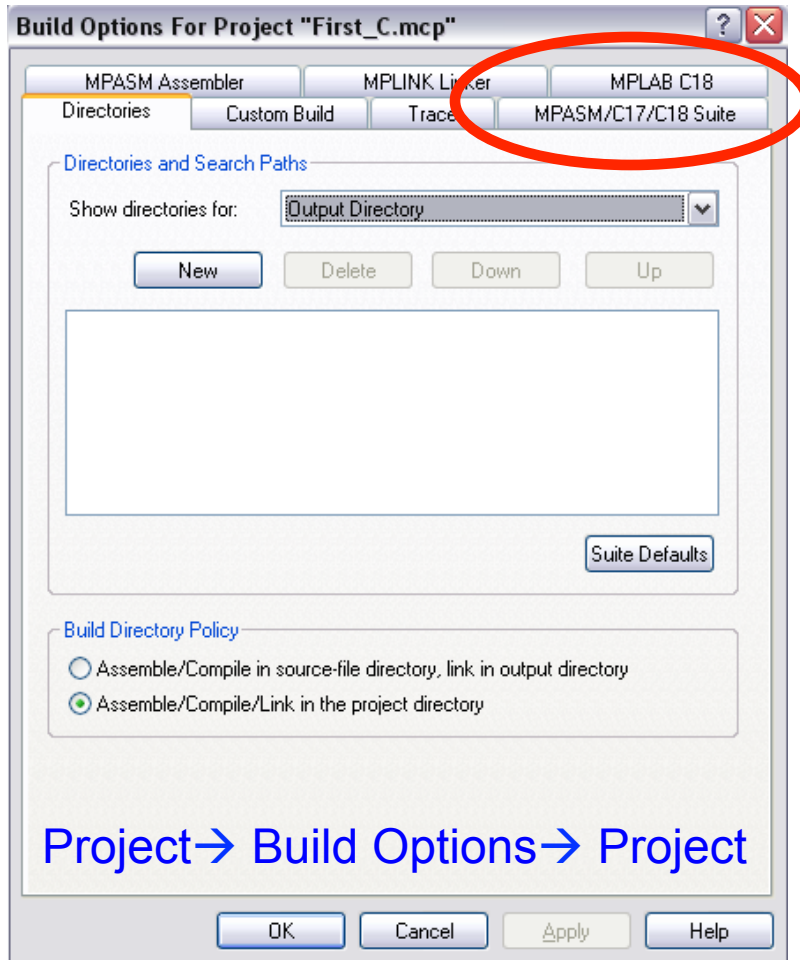 Build Options For Project "First_C.mcp"
MPASM Assembler MPLINK Linker MPLAB C18
Directories Custom Build Trace MPASM/C17/C18 Suite
Directories and Search Paths
Show directories for: Output Directory
New Delete Down Up
Suite Defaults
Build Directory Policy
Assemble/Compile in source-file directory, link in output directory
Assemble/Compile/Link in the project directory
Project→ Build Options→ Project
OK Cancel Apply Help